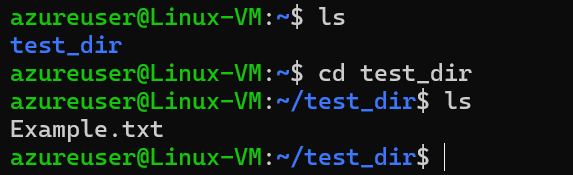 azureuser@Linux-VM:~$ ls
test_dir
azureuser@Linux-VM:~$ cd test_dir
azureuser@Linux-VM:~/test_dir$ ls
Example.txt
azureuser@Linux-VM:~/test_dir$